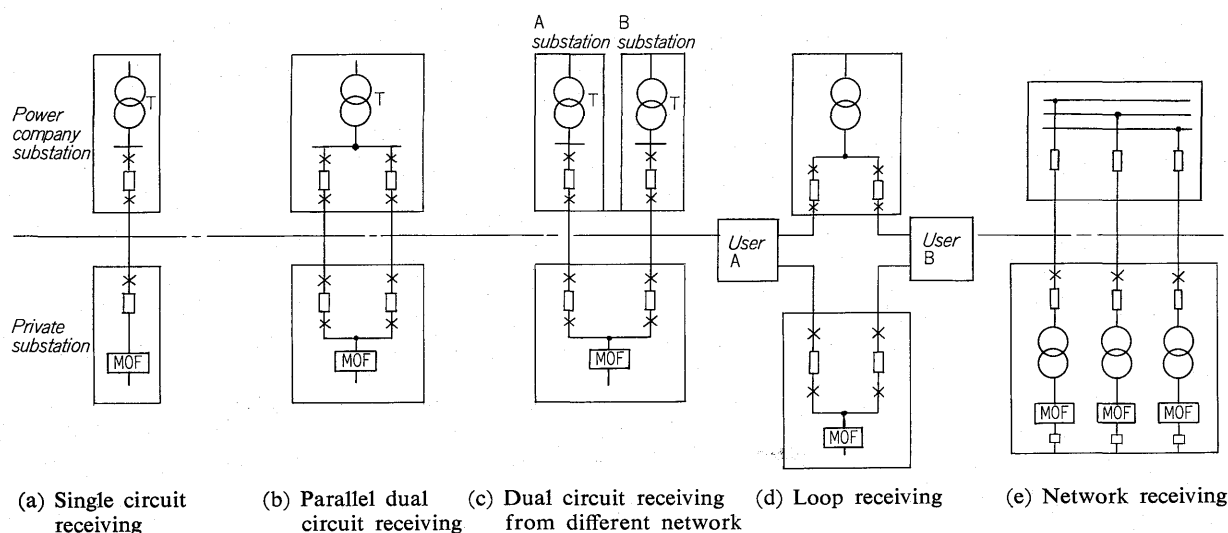 A
substation
B
substation
T
T
T
T
Power
company
substation
User
A
User
B
Private
substation
MOF
MOF
MOF
MOF
MOF
MOF
MOF
(a) Single circuit
receiving
(b) Parallel dual
circuit receiving
(c) Dual circuit receiving
from different network
(d) Loop receiving
(e) Network receiving